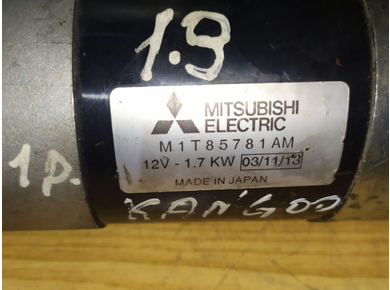 1.9
MITSUBISHI
ELECTRIC
M1T85781AM
12V - 1.7 KW 03/11/13
MADE IN JAPAN
1p.
KANGOO